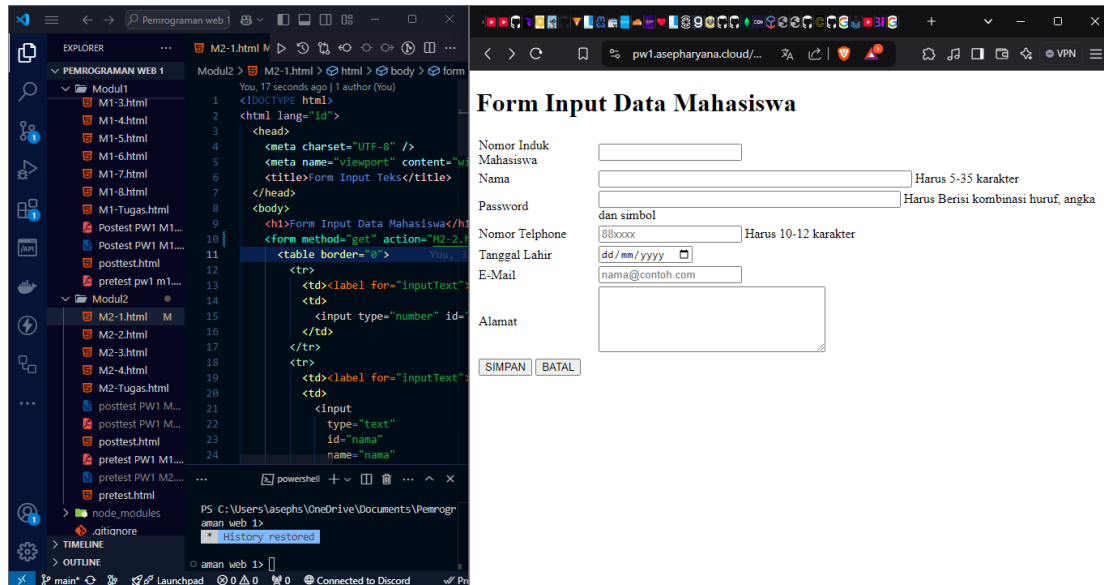 Pemrograman web 1
EXPLORER
PEMROGRAMAN WEB 1
Modul1
M1-3.html
M1-4.html
M1-5.html
M1-6.html
M1-7.html
M1-8.html
M1-Tugas.html
Postest PW1 M1...
Postest PW1 M1....
posttest.html
pretest pw1 m1....
Modul2
M2-1.html M
M2-2.html
M2-3.html
M2-4.html
M2-Tugas.html
posttest PW1 M...
posttest PW1 M...
posttest.html
pretest PW1 M1....
pretest PW1 M2....
pretest.html
node_modules
.gitignore
TIMELINE
OUTLINE
M2-1.html M
Modul2 > M2-1.html > html > body > form
You, 17 seconds ago | 1 author (You)
1 <!DOCTYPE html>
2 <html lang="id">
3 <head>
4 <meta charset="UTF-8" />
5 <meta name="viewport" content="wi
6 <title>Form Input Teks</title>
7 </head>
8 <body>
9 <h1>Form Input Data Mahasiswa</h1
10 <form method="get" action="M2-2.h
11 <table border="0"> You, 3
12 <tr>
13 <td><label for="inputText">
14 <td>
15 <input type="number" id="
16 </td>
17 </tr>
18 <tr>
19 <td><label for="inputText">
20 <td>
21 <input
22 type="text"
23 id="nama"
24 name="nama"
powershell
PS C:\Users\asephs\OneDrive\Documents\Pemrogr
aman web 1>
* History restored
aman web 1>
main* Launchpad 0 0 0 Connected to Discord
pw1.asepharyana.cloud/...
VPN
Form Input Data Mahasiswa
Nomor Induk
Mahasiswa
Nama Harus 5-35 karakter
Password Harus Berisi kombinasi huruf, angka
dan simbol
Nomor Telphone 88xxxx Harus 10-12 karakter
Tanggal Lahir dd/mm/yyyy
E-Mail nama@contoh.com
Alamat
SIMPAN BATAL